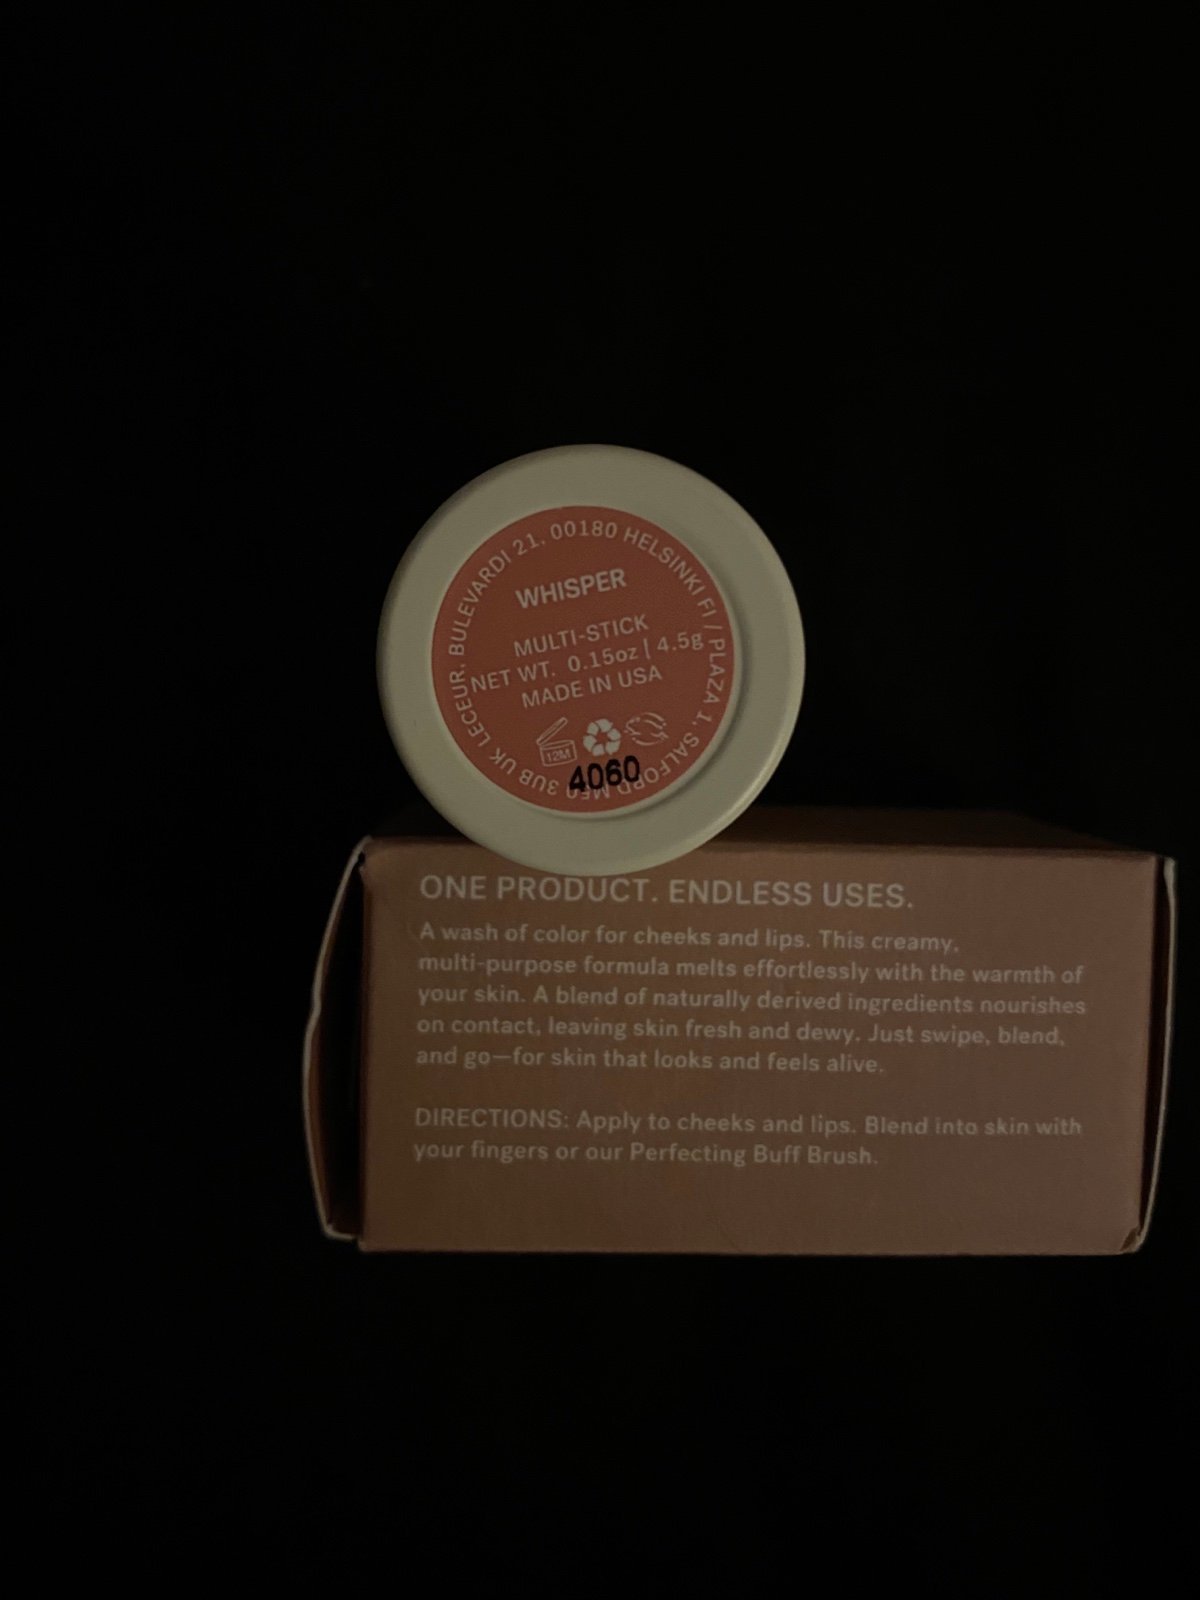 LECEUR, BULEVARDI 21, 00180 HELSINKI FI / PLAZA 1, SALFORD 3UB UK
WHISPER
MULTI-STICK
NET WT. 0.15oz | 4.5g
MADE IN USA
12M
4060
ONE PRODUCT. ENDLESS USES.
A wash of color for cheeks and lips. This creamy,
multi-purpose formula melts effortlessly with the warmth of
your skin. A blend of naturally derived ingredients nourishes
on contact, leaving skin fresh and dewy. Just swipe, blend,
and go—for skin that looks and feels alive.
DIRECTIONS: Apply to cheeks and lips. Blend into skin with
your fingers or our Perfecting Buff Brush.